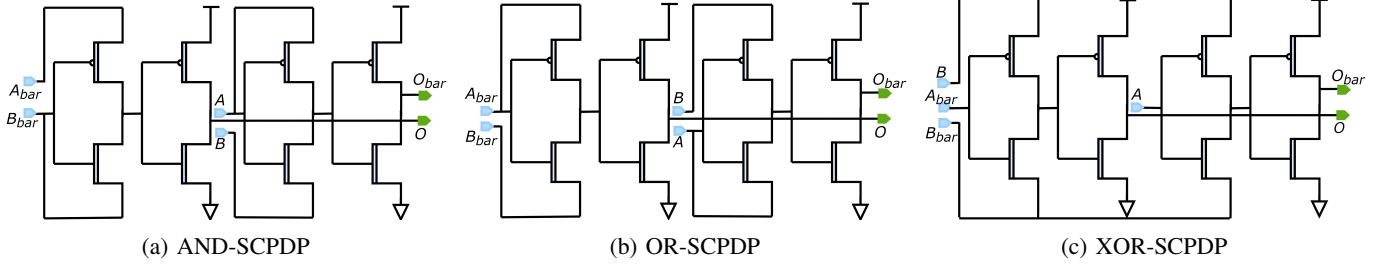 A_bar
B_bar
A
B
O_bar
O
(a) AND-SCPDP
A_bar
B_bar
B
A
O_bar
O
(b) OR-SCPDP
B
A_bar
B_bar
A
O_bar
O
(c) XOR-SCPDP